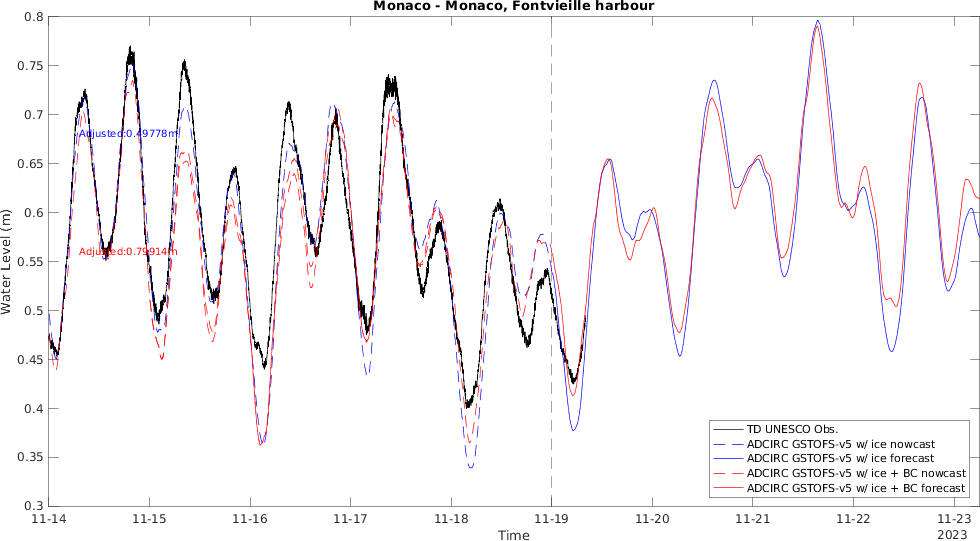 Monaco - Monaco, Fontvieille harbour
Water Level (m)
0.8
0.75
0.7
0.65
0.6
0.55
0.5
0.45
0.4
0.35
0.3
Adjusted:0.49778m
Adjusted:0.79914m
TD UNESCO Obs.
ADCIRC GSTOFS-v5 w/ ice nowcast
ADCIRC GSTOFS-v5 w/ ice forecast
ADCIRC GSTOFS-v5 w/ ice + BC nowcast
ADCIRC GSTOFS-v5 w/ ice + BC forecast
11-14 11-15 11-16 11-17 11-18 11-19 11-20 11-21 11-22 11-23
2023
Time